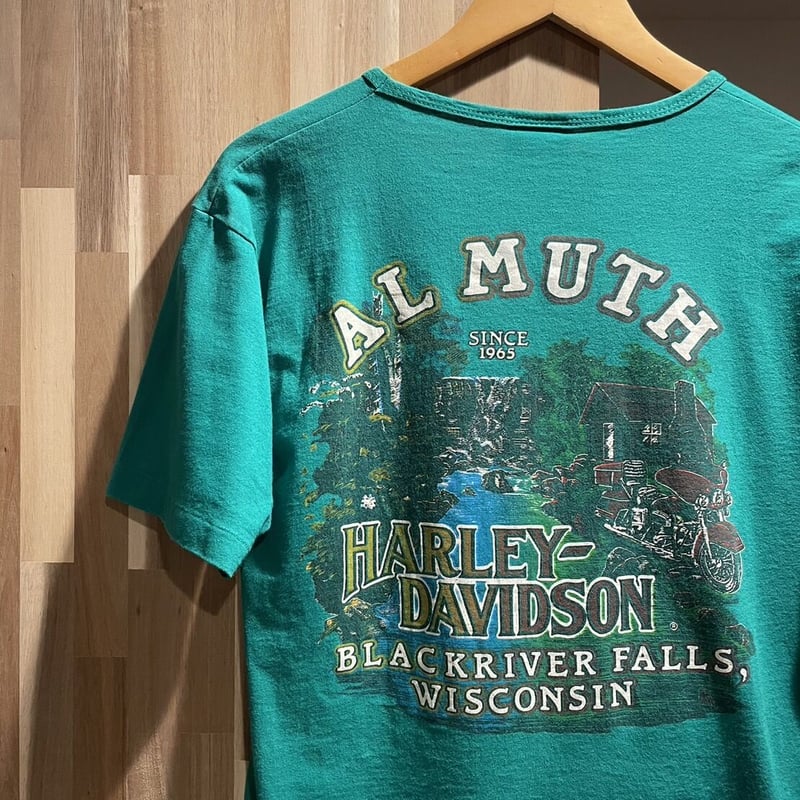 AL MUTH
SINCE
1965
HARLEY-
DAVIDSON®
BLACKRIVER FALLS,
WISCONSIN